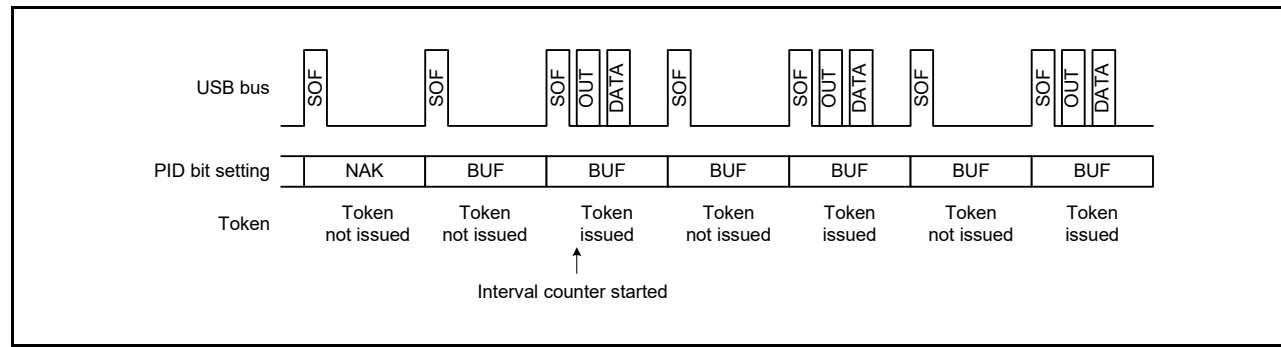 USB bus
SOF SOF SOF OUT DATA SOF SOF OUT DATA SOF SOF OUT DATA
PID bit setting NAK BUF BUF BUF BUF BUF BUF
Token
Token Token Token Token Token Token Token
not issued not issued issued not issued issued not issued issued
Interval counter started